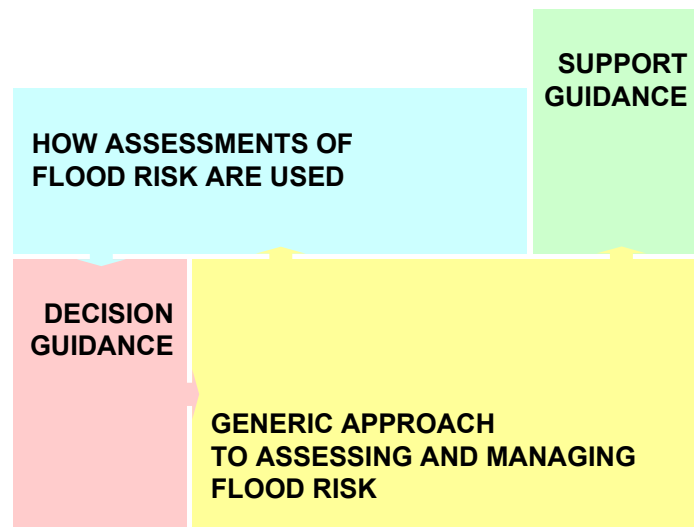 SUPPORT
GUIDANCE
HOW ASSESSMENTS OF
FLOOD RISK ARE USED
DECISION
GUIDANCE
GENERIC APPROACH
TO ASSESSING AND MANAGING
FLOOD RISK